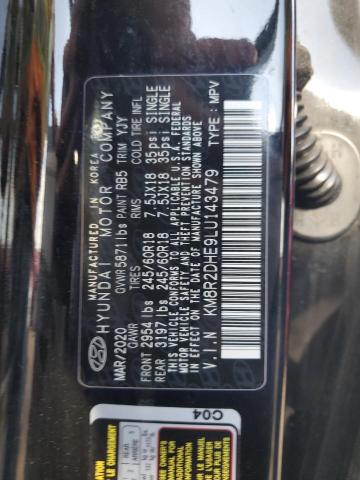 MANUFACTURED IN KOREA
HYUNDAI MOTOR COMPANY
MAR/2020 GVWR 5871lbs PAINT RB5 TRIM YJY
GAWR TIRES RIMS COLD TIRE INFL
FRONT 2954 lbs 245/60R18 7.5JX18 35psi SINGLE
REAR 3197 lbs 245/60R18 7.5JX18 35psi SINGLE
THIS VEHICLE CONFORMS TO ALL APPLICABLE U.S.A. FEDERAL
MOTOR VEHICLE SAFETY AND THEFT PREVENTION STANDARDS
IN EFFECT ON THE DATE OF MANUFACTURE SHOWN ABOVE.
V.I.N KM8R2DHE9LU143479 TYPE : MPV
C04